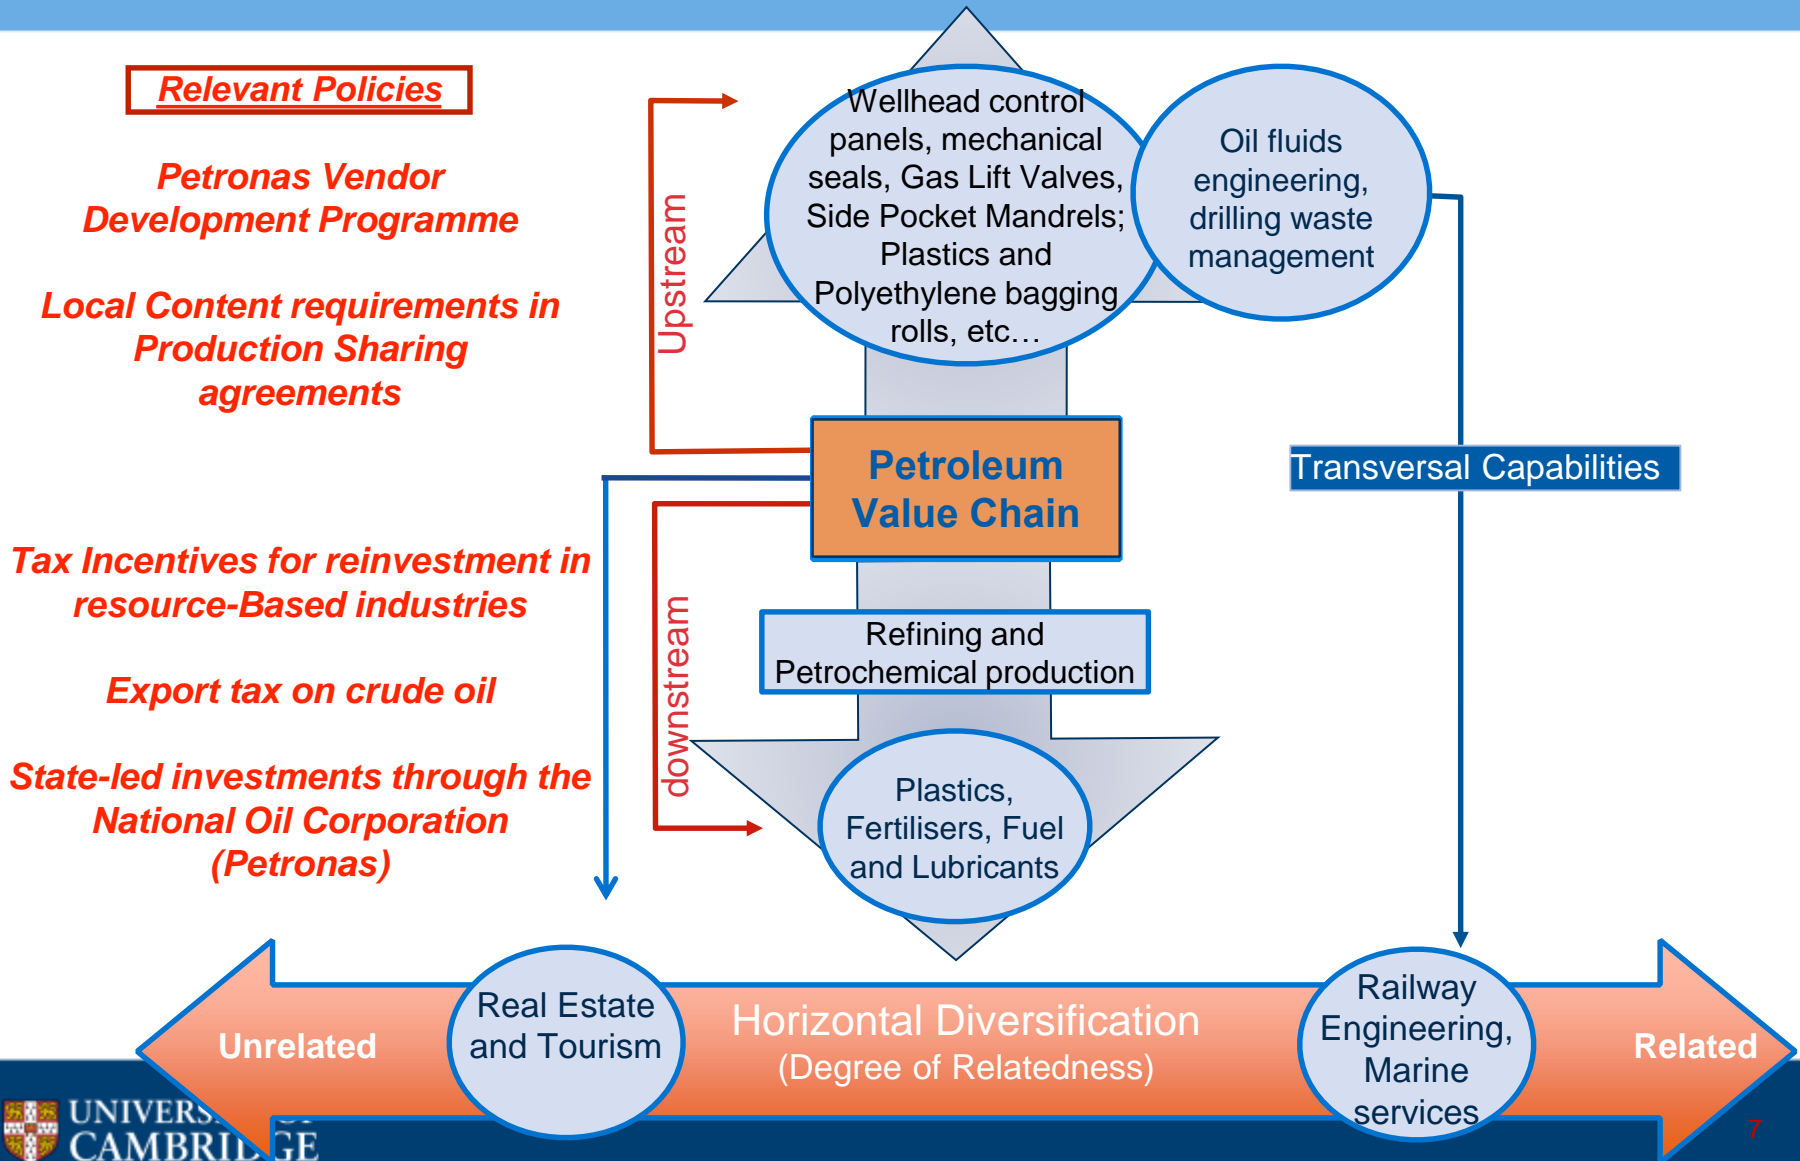 Relevant Policies
Petronas Vendor
Development Programme
Local Content requirements in
Production Sharing
agreements
Tax Incentives for reinvestment in
resource-Based industries
Export tax on crude oil
State-led investments through the
National Oil Corporation
(Petronas)
Upstream
downstream
Wellhead control
panels, mechanical
seals, Gas Lift Valves,
Side Pocket Mandrels;
Plastics and
Polyethylene bagging
rolls, etc…
Oil fluids
engineering,
drilling waste
management
Petroleum
Value Chain
Transversal Capabilities
Refining and
Petrochemical production
Plastics,
Fertilisers, Fuel
and Lubricants
Unrelated
Real Estate
and Tourism
Horizontal Diversification
(Degree of Relatedness)
Railway
Engineering,
Marine
services
Related
CAMBRIDGE
7